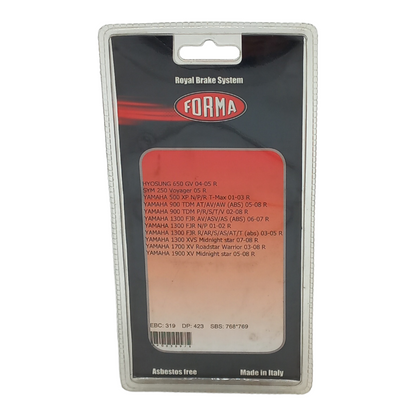 Royal Brake System
FORMA
HYOSUNG 650 GV 04-05 R
SYM 250 Voyager 05 R
YAMAHA 500 XP N/P/R T-Max 01-03 R
YAMAHA 900 TDM AT/AV/AW (ABS) 05-08 R
YAMAHA 900 TDM P/R/S/T/V 02-08 R
YAMAHA 1300 FJR AV/ASV/AS (ABS) 06-07 R
YAMAHA 1300 FJR N/P 01-02 R
YAMAHA 1300 FJR R/AR/S/AS/AT/T (abs) 03-05 R
YAMAHA 1300 XVS Midnight star 07-08 R
YAMAHA 1700 XV Roadstar Warrior 03-08 R
YAMAHA 1900 XV Midnight star 05-08 R
EBC: 319 DP: 423 SBS: 768*769
Asbestos free Made in Italy